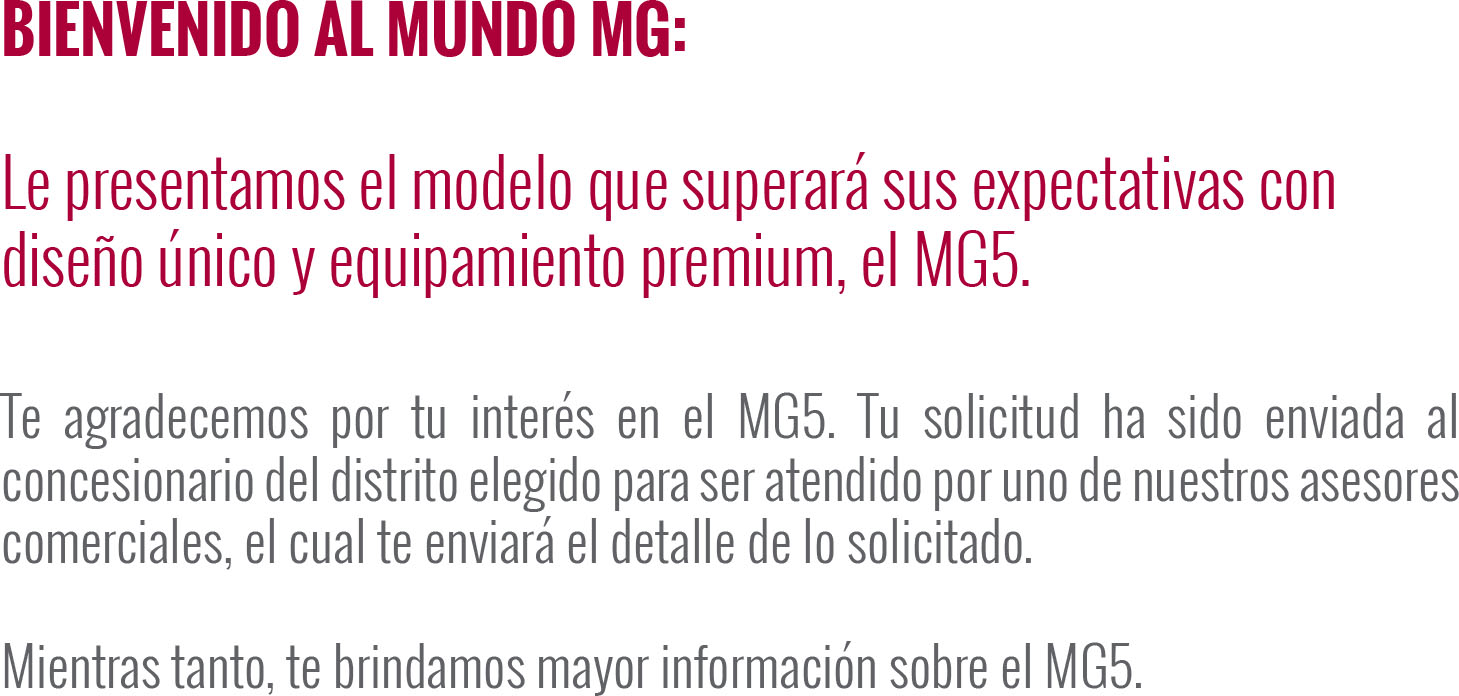 BIENVENIDO AL MUNDO MG:
Le presentamos el modelo que superará sus expectativas con
diseño único y equipamiento premium, el MG5.
Te agradecemos por tu interés en el MG5. Tu solicitud ha sido enviada al
concesionario del distrito elegido para ser atendido por uno de nuestros asesores
comerciales, el cual te enviará el detalle de lo solicitado.
Mientras tanto, te brindamos mayor información sobre el MG5.